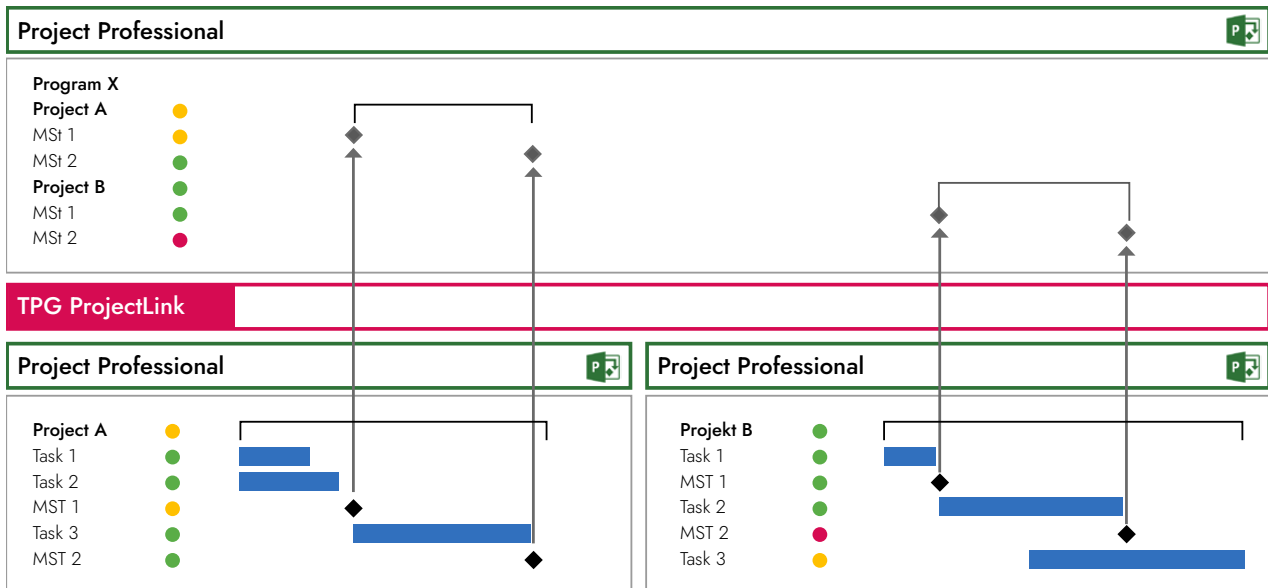 Project Professional
P
Program X
Project A
MSt 1
MSt 2
Project B
MSt 1
MSt 2
TPG ProjectLink
Project Professional
P
Project A
Task 1
Task 2
MST 1
Task 3
MST 2
Project Professional
P
Projekt B
Task 1
MST 1
Task 2
MST 2
Task 3